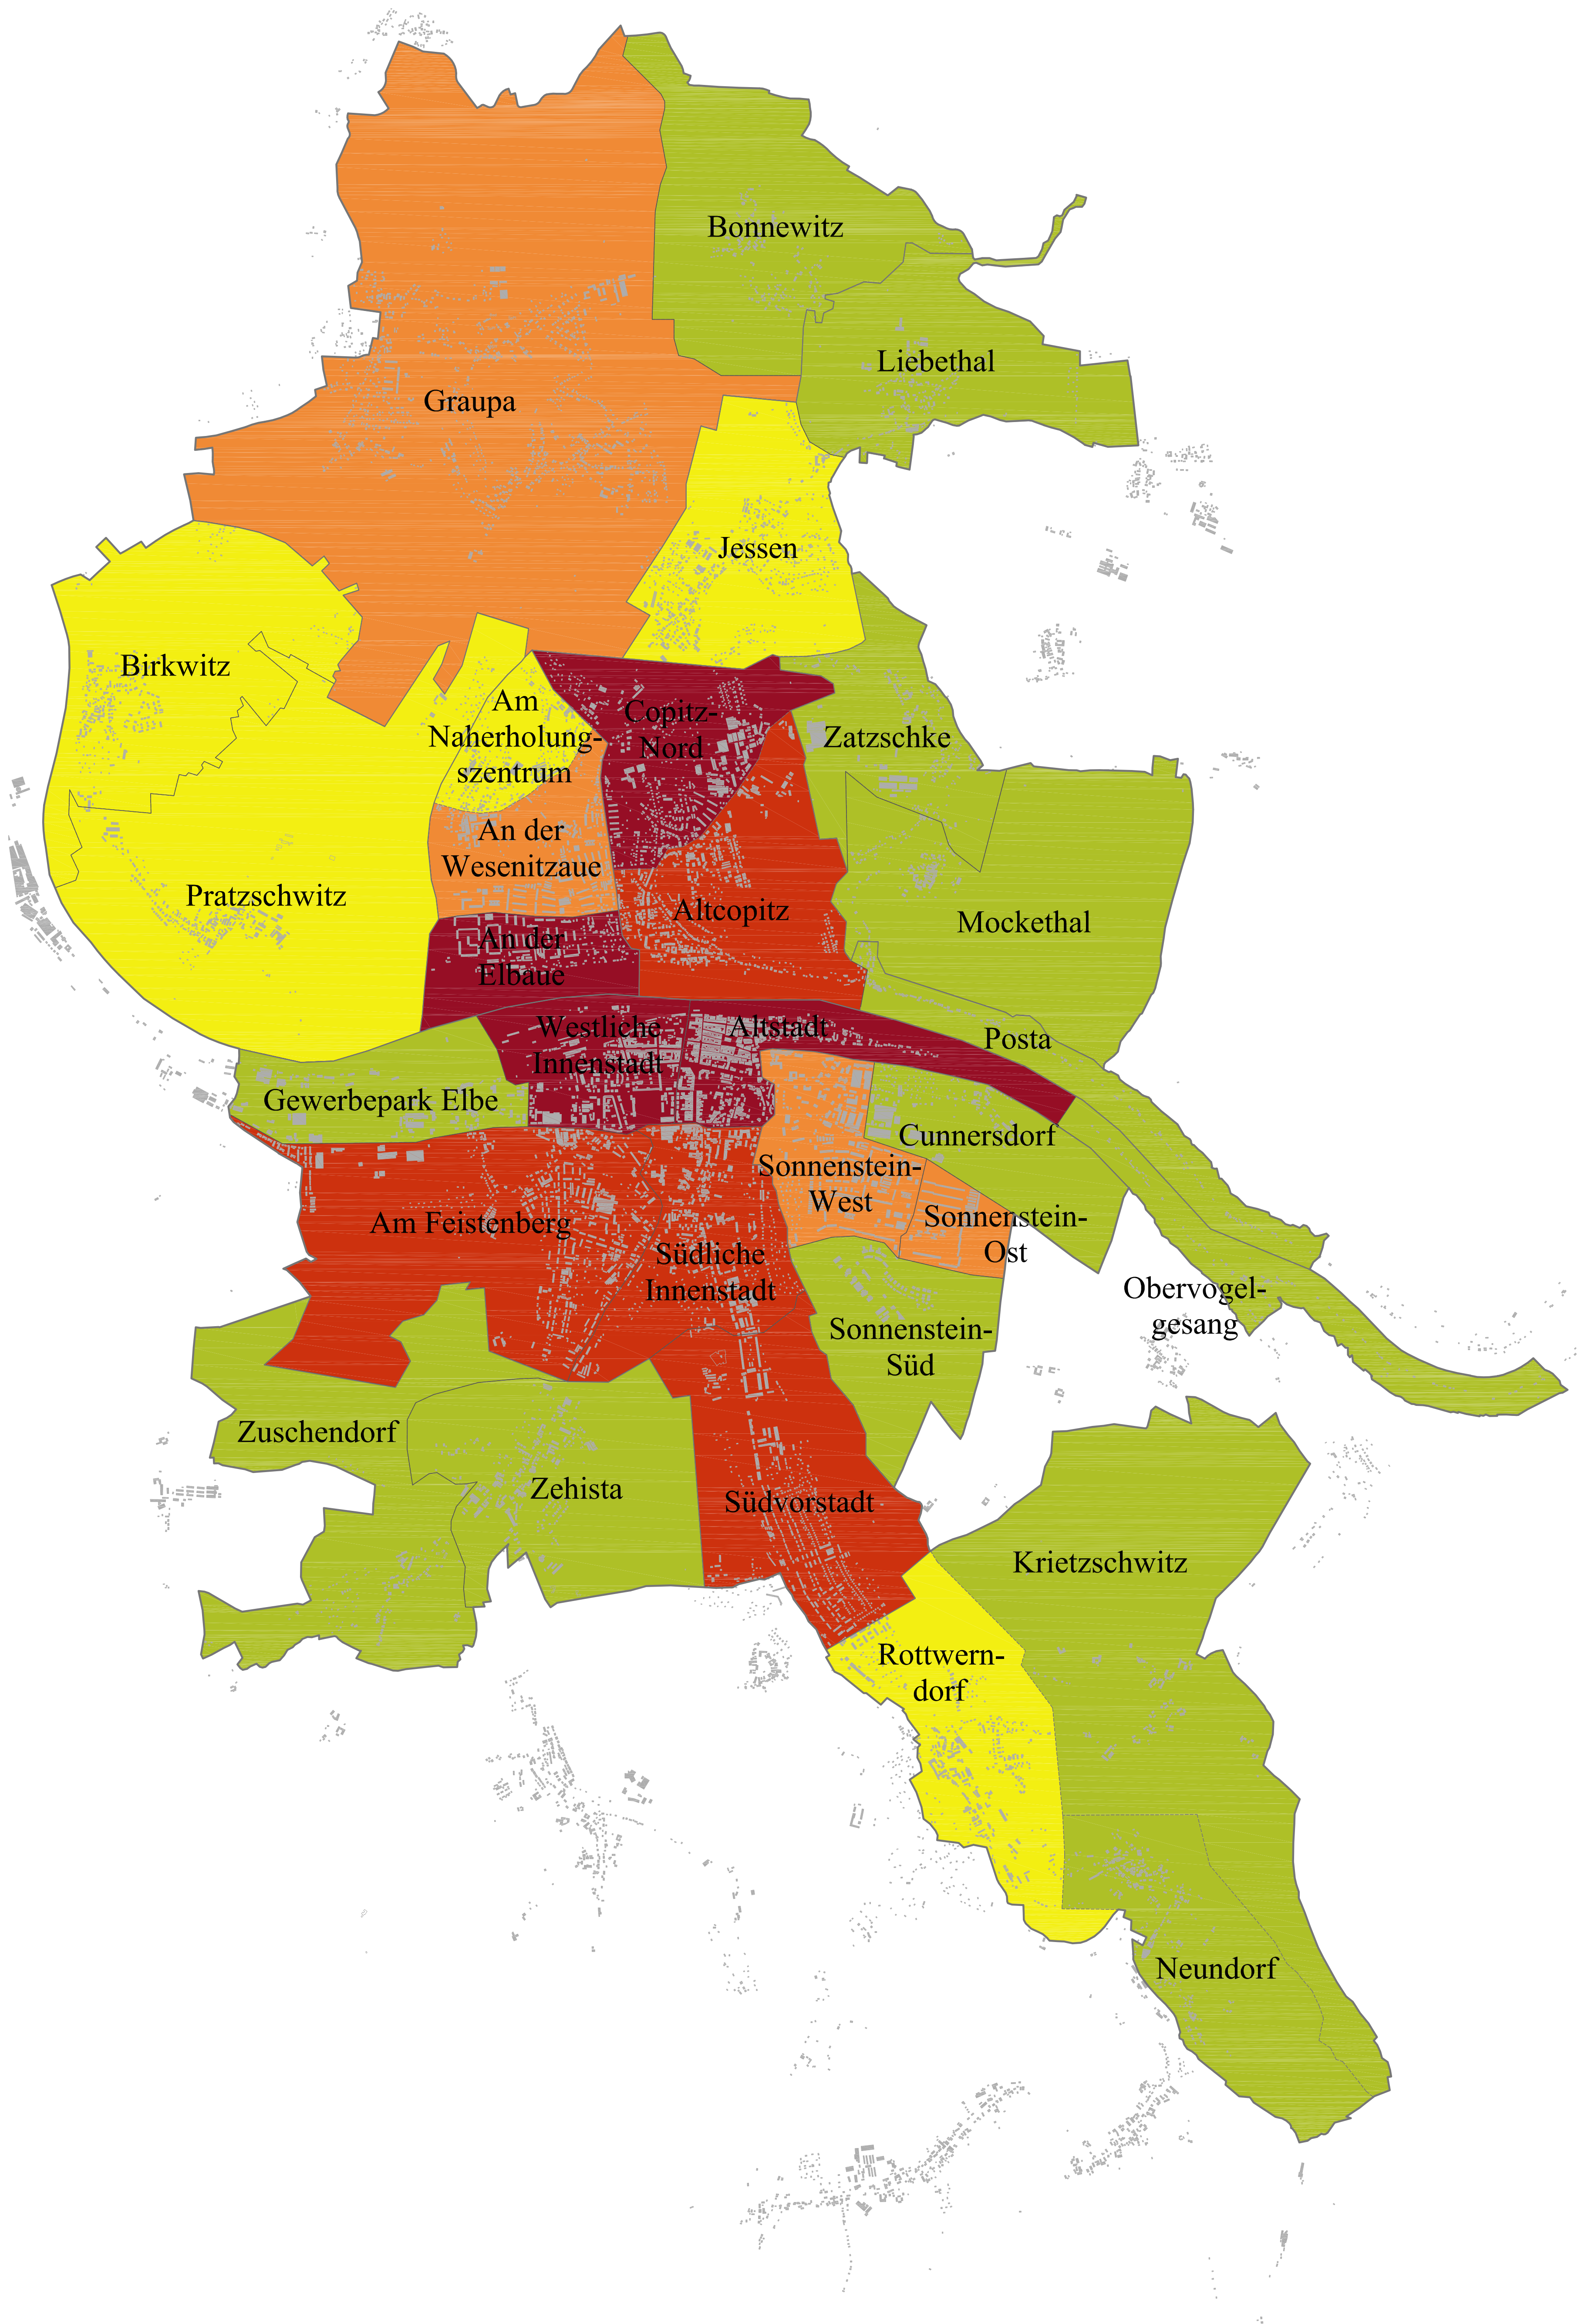 Bonnewitz
Liebethal
Graupa
Jessen
Birkwitz
Am
Naherholung-
szentrum
Copitz-
Nord
Zatzschke
An der
Wesenitzaue
Pratzschwitz
Altcopitz
Mockethal
An der
Elbaue
Westliche
Innenstadt
Altstadt
Posta
Gewerbepark Elbe
Cunnersdorf
Sonnenstein-
West
Am Feistenberg
Sonnenstein-
Ost
Südliche
Innenstadt
Obervogel-
gesang
Sonnenstein-
Süd
Zuschendorf
Zehista
Südvorstadt
Krietzschwitz
Rottwern-
dorf
Neundorf